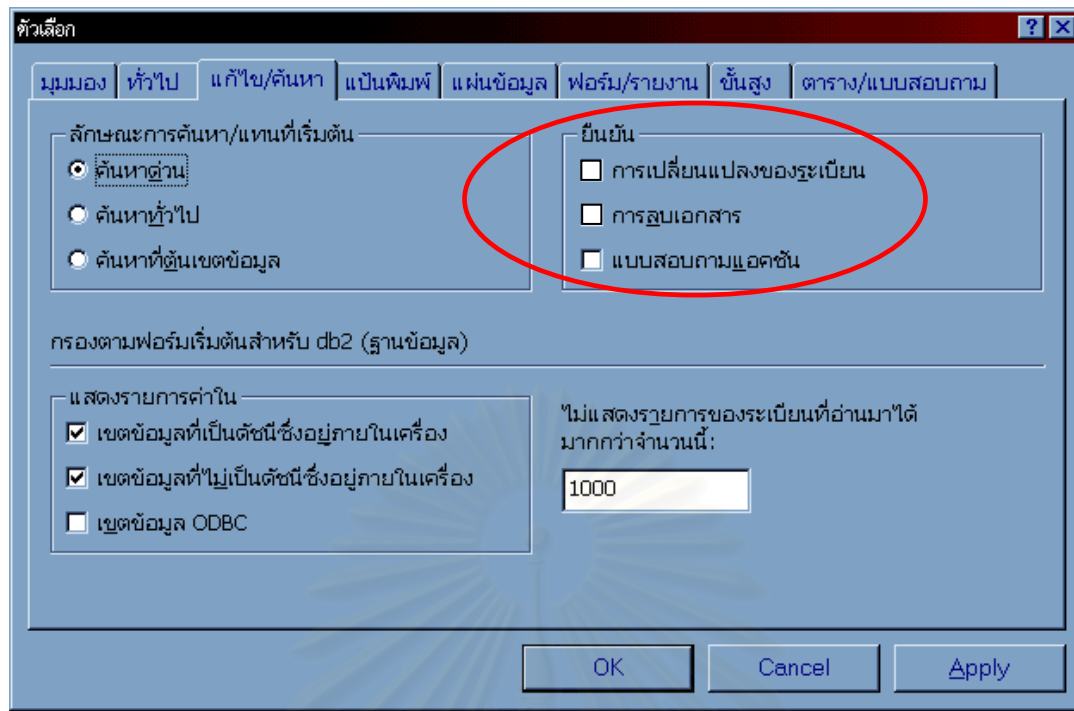 ตัวเลือก
มุมมอง ทั่วไป แก้ไข/ค้นหา แป้นพิมพ์ แผ่นข้อมูล ฟอร์ม/รายงาน ขั้นสูง ตาราง/แบบสอบถาม
ลักษณะการค้นหา/แทนที่เริ่มต้น
ค้นหาด่วน
ค้นหาทั่วไป
ค้นหาที่ต้นเขตข้อมูล
ยืนยัน
การเปลี่ยนแปลงของระเบียน
การลบเอกสาร
แบบสอบถามแอคชัน
กรองตามฟอร์มเริ่มต้นสำหรับ db2 (ฐานข้อมูล)
แสดงรายการค่าใน
เขตข้อมูลที่เป็นดัชนีซึ่งอยู่ภายในเครื่อง
เขตข้อมูลที่ไม่เป็นดัชนีซึ่งอยู่ภายในเครื่อง
เขตข้อมูล ODBC
ไม่แสดงรายการของระเบียนที่อ่านมาได้
มากกว่าจำนวนนี้:
1000
OK Cancel Apply